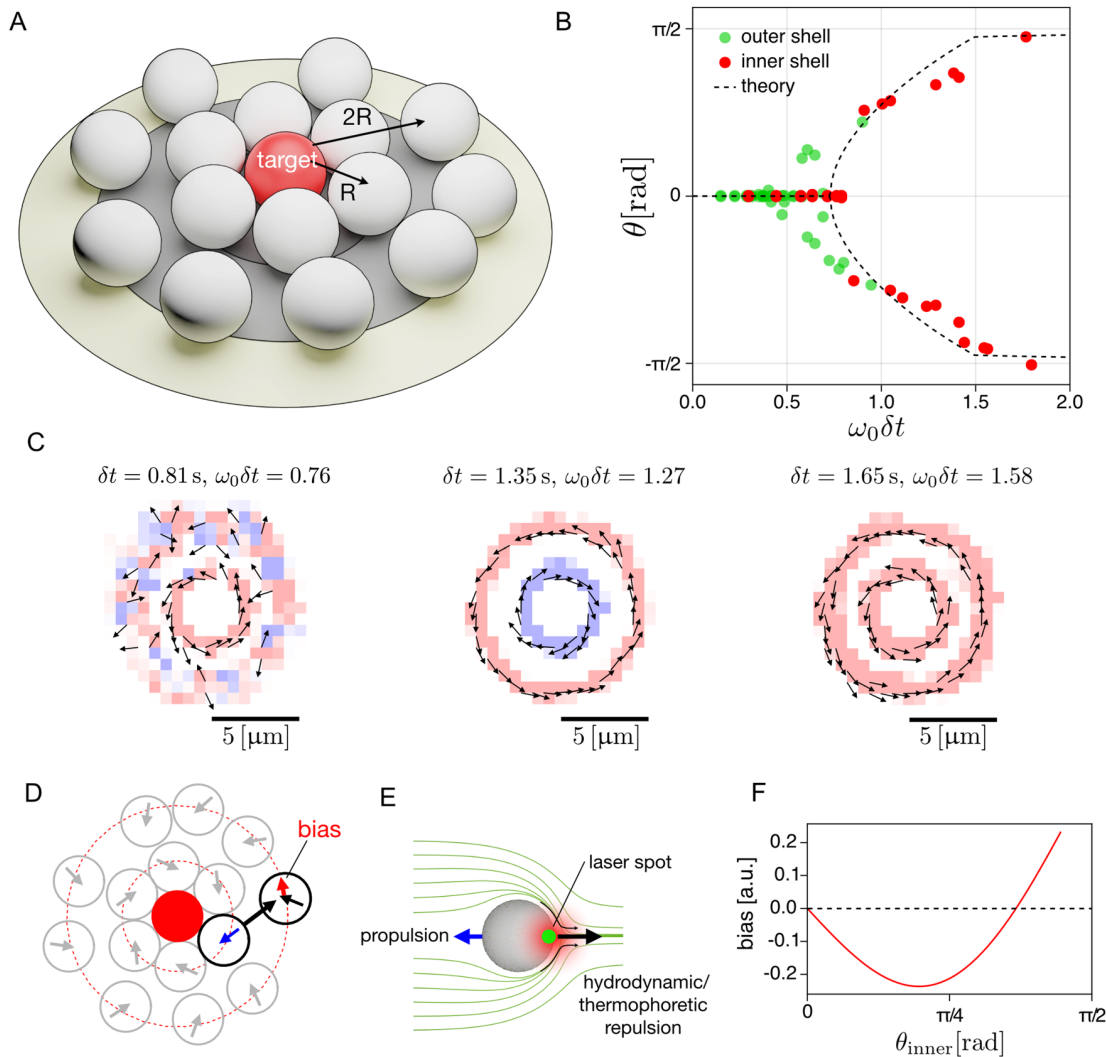 A
target
2R
R
B
outer shell
inner shell
theory
π/2
0
-π/2
θ[rad]
0.0
0.5
1.0
1.5
2.0
ω₀δt
C
δt = 0.81 s, ω₀δt = 0.76
δt = 1.35 s, ω₀δt = 1.27
δt = 1.65 s, ω₀δt = 1.58
5 [µm]
5 [µm]
5 [µm]
D
bias
E
laser spot
propulsion
hydrodynamic/
thermophoretic
repulsion
F
bias [a.u.]
0.2
0.1
0.0
-0.1
-0.2
0
π/4
π/2
θinner[rad]